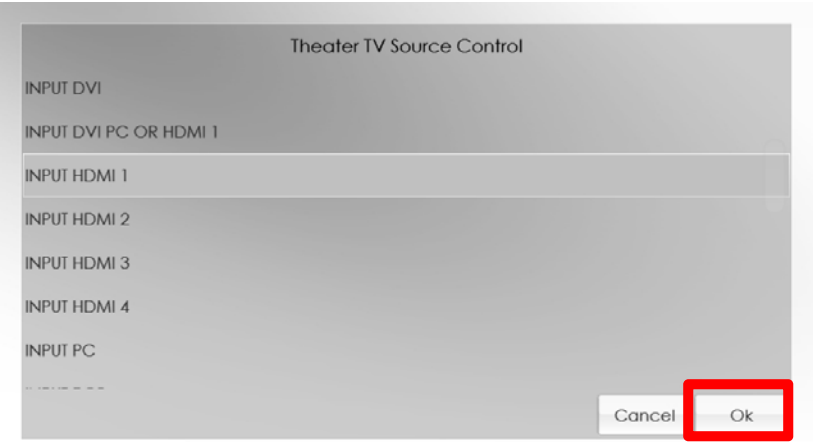 Theater TV Source Control
INPUT DVI
INPUT DVI PC OR HDMI 1
INPUT HDMI 1
INPUT HDMI 2
INPUT HDMI 3
INPUT HDMI 4
INPUT PC
Cancel Ok